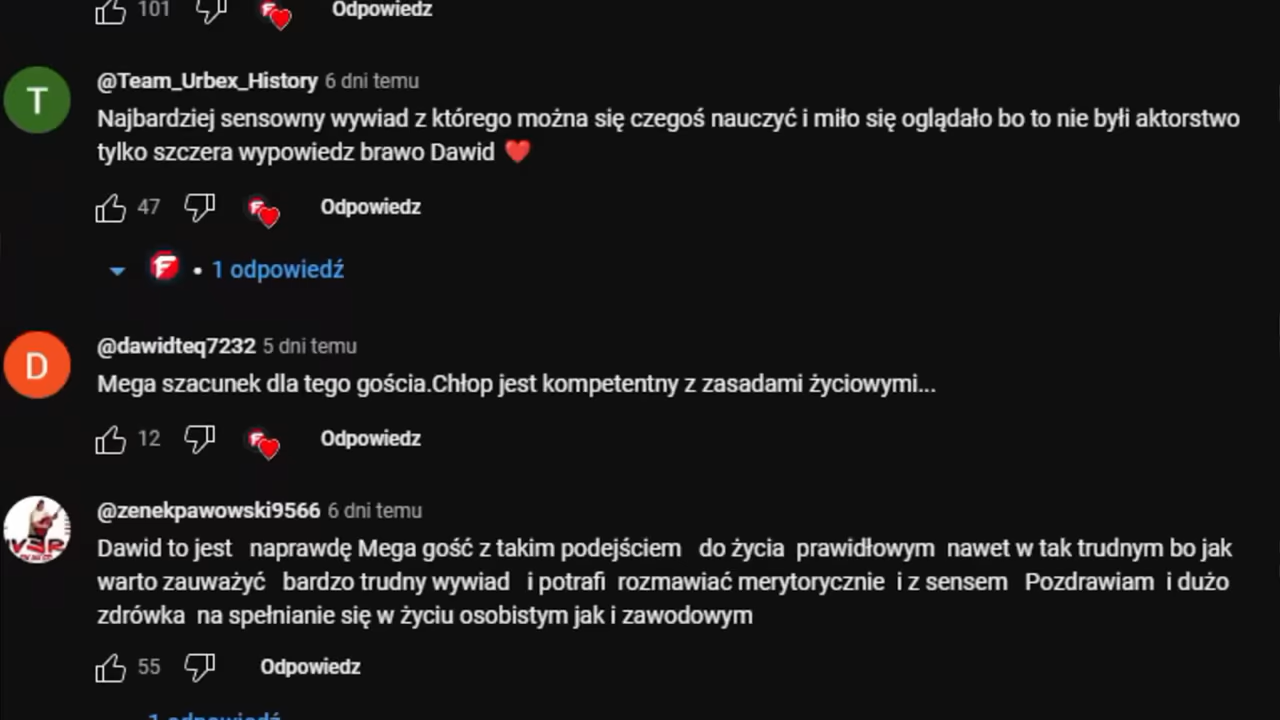 101 Odpowiedz
T
@Team_Urbex_History 6 dni temu
Najbardziej sensowny wywiad z którego można się czegoś nauczyć i miło się oglądało bo to nie byłi aktorstwo
tylko szczera wypowiedz brawo Dawid ❤️
47 Odpowiedz
F • 1 odpowiedź
D
@dawidteq7232 5 dni temu
Mega szacunek dla tego gościa.Chłop jest kompetentny z zasadami życiowymi...
12 Odpowiedz
@zenekpawowski9566 6 dni temu
Dawid to jest naprawdę Mega gość z takim podejściem do życia prawidłowym nawet w tak trudnym bo jak
warto zauważyć bardzo trudny wywiad i potrafi rozmawiać merytorycznie i z sensem Pozdrawiam i dużo
zdrówka na spełnianie się w życiu osobistym jak i zawodowym
55 Odpowiedz
1 odpowiedź